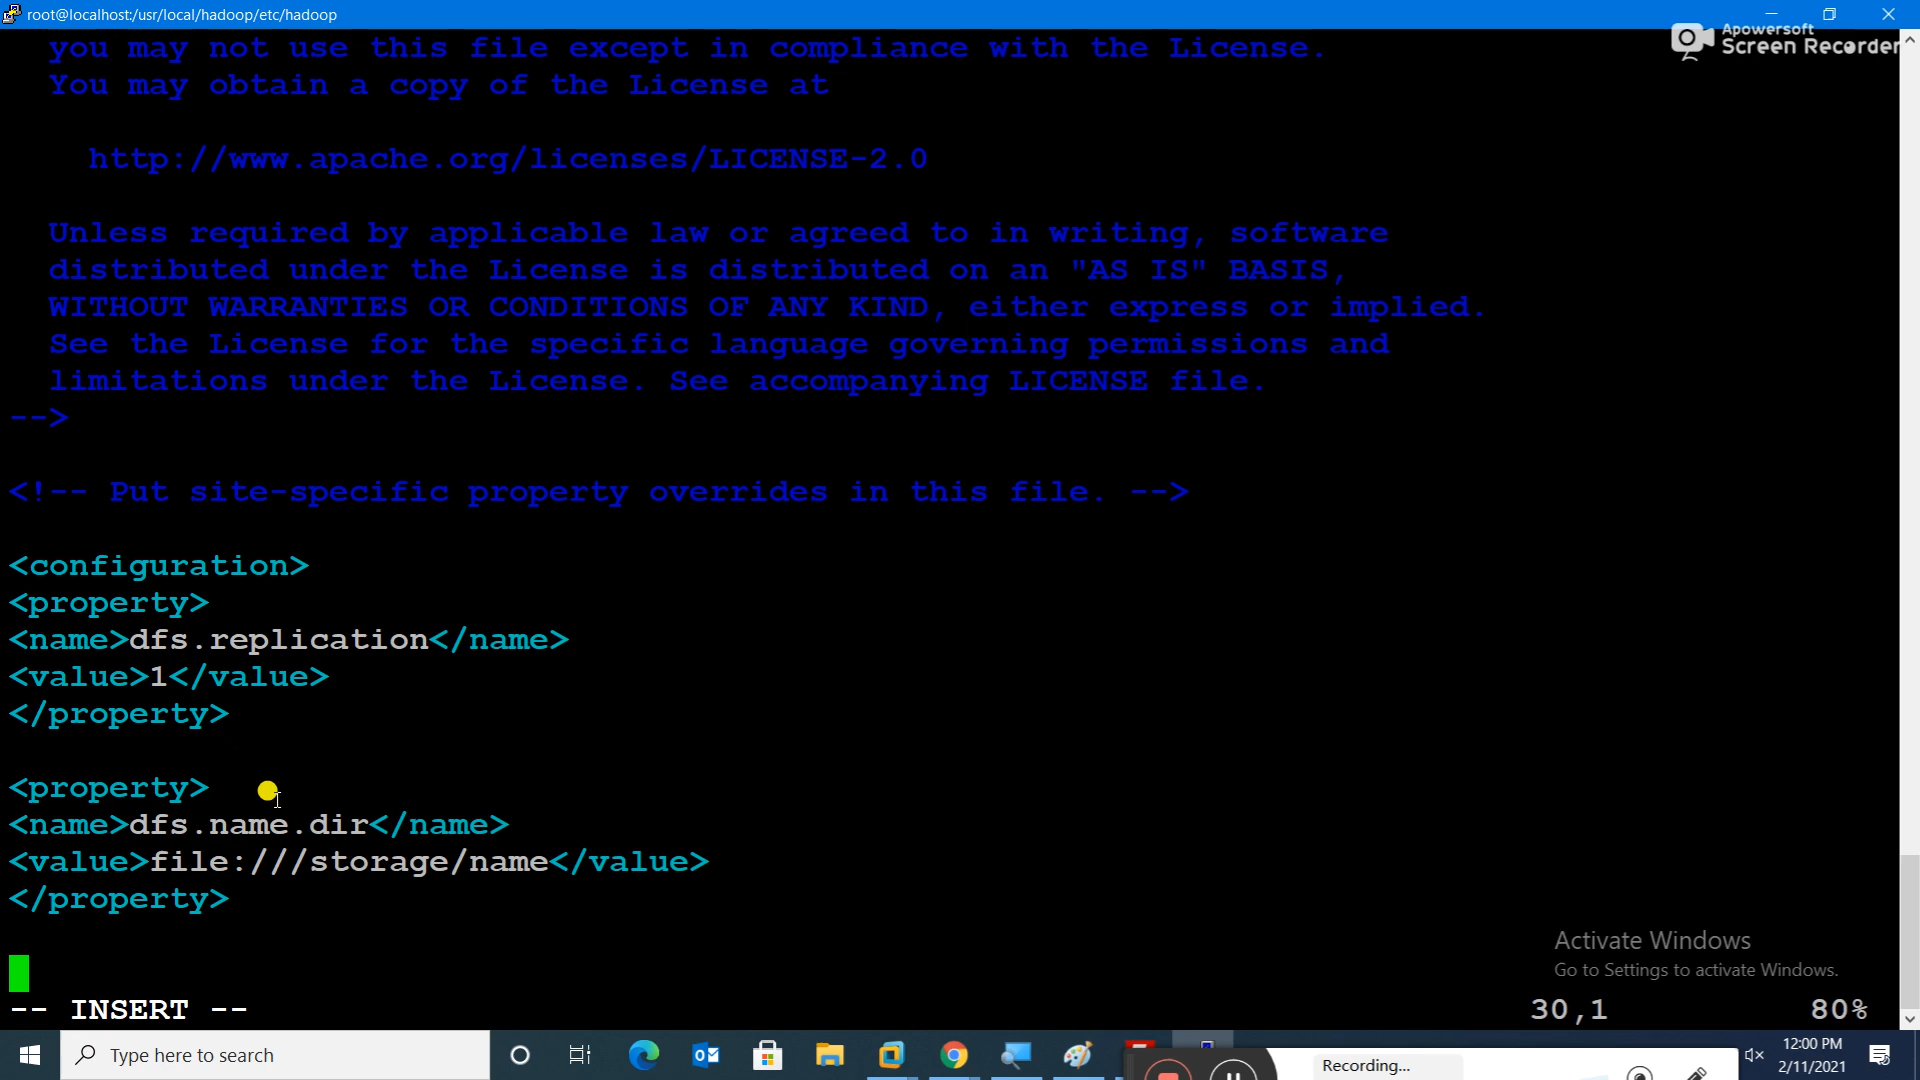 root@localhost:/usr/local/hadoop/etc/hadoop
Apowersoft
Screen Recorder
you may not use this file except in compliance with the License.
You may obtain a copy of the License at
http://www.apache.org/licenses/LICENSE-2.0
Unless required by applicable law or agreed to in writing, software
distributed under the License is distributed on an "AS IS" BASIS,
WITHOUT WARRANTIES OR CONDITIONS OF ANY KIND, either express or implied.
See the License for the specific language governing permissions and
limitations under the License. See accompanying LICENSE file.
-->
<!-- Put site-specific property overrides in this file. -->
<configuration>
<property>
<name>dfs.replication</name>
<value>1</value>
</property>
<property>
<name>dfs.name.dir</name>
<value>file:///storage/name</value>
</property>
Activate Windows
Go to Settings to activate Windows.
-- INSERT -- 30,1 80%
Type here to search
Recording...
12:00 PM
2/11/2021